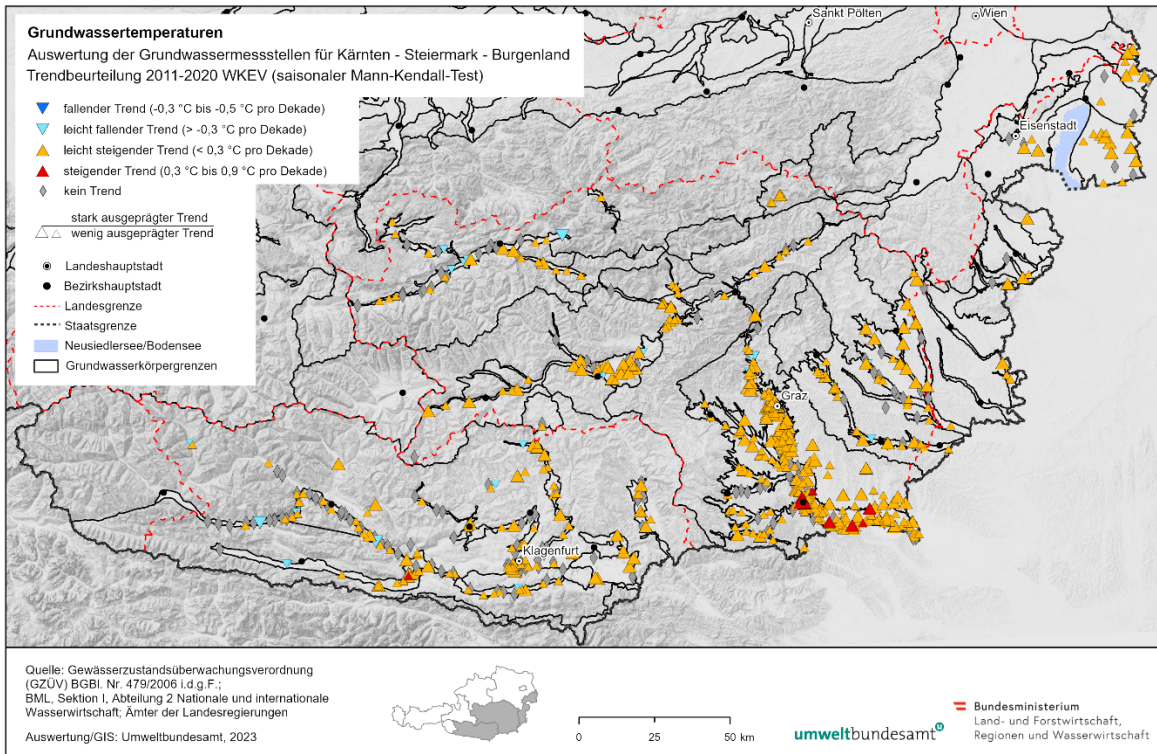 Grundwassertemperaturen
Auswertung der Grundwassermessstellen für Kärnten - Steiermark - Burgenland
Trendbeurteilung 2011-2020 WKEV (saisonaler Mann-Kendall-Test)
fallender Trend (-0,3 °C bis -0,5 °C pro Dekade)
leicht fallender Trend (> -0,3 °C pro Dekade)
leicht steigender Trend (< 0,3 °C pro Dekade)
steigender Trend (0,3 °C bis 0,9 °C pro Dekade)
kein Trend
stark ausgeprägter Trend
wenig ausgeprägter Trend
Landeshauptstadt
Bezirkshauptstadt
Landesgrenze
Staatsgrenze
Neusiedlersee/Bodensee
Grundwasserkörpergrenzen
Sankt Pölten
Wien
Eisenstadt
Graz
Klagenfurt
Quelle: Gewässerzustandsüberwachungsverordnung
(GZÜV) BGBl. Nr. 479/2006 i.d.g.F.;
BML, Sektion I, Abteilung 2 Nationale und internationale
Wasserwirtschaft; Ämter der Landesregierungen
Auswertung/GIS: Umweltbundesamt, 2023
0 25 50 km
umweltbundesamt
Bundesministerium
Land- und Forstwirtschaft,
Regionen und Wasserwirtschaft